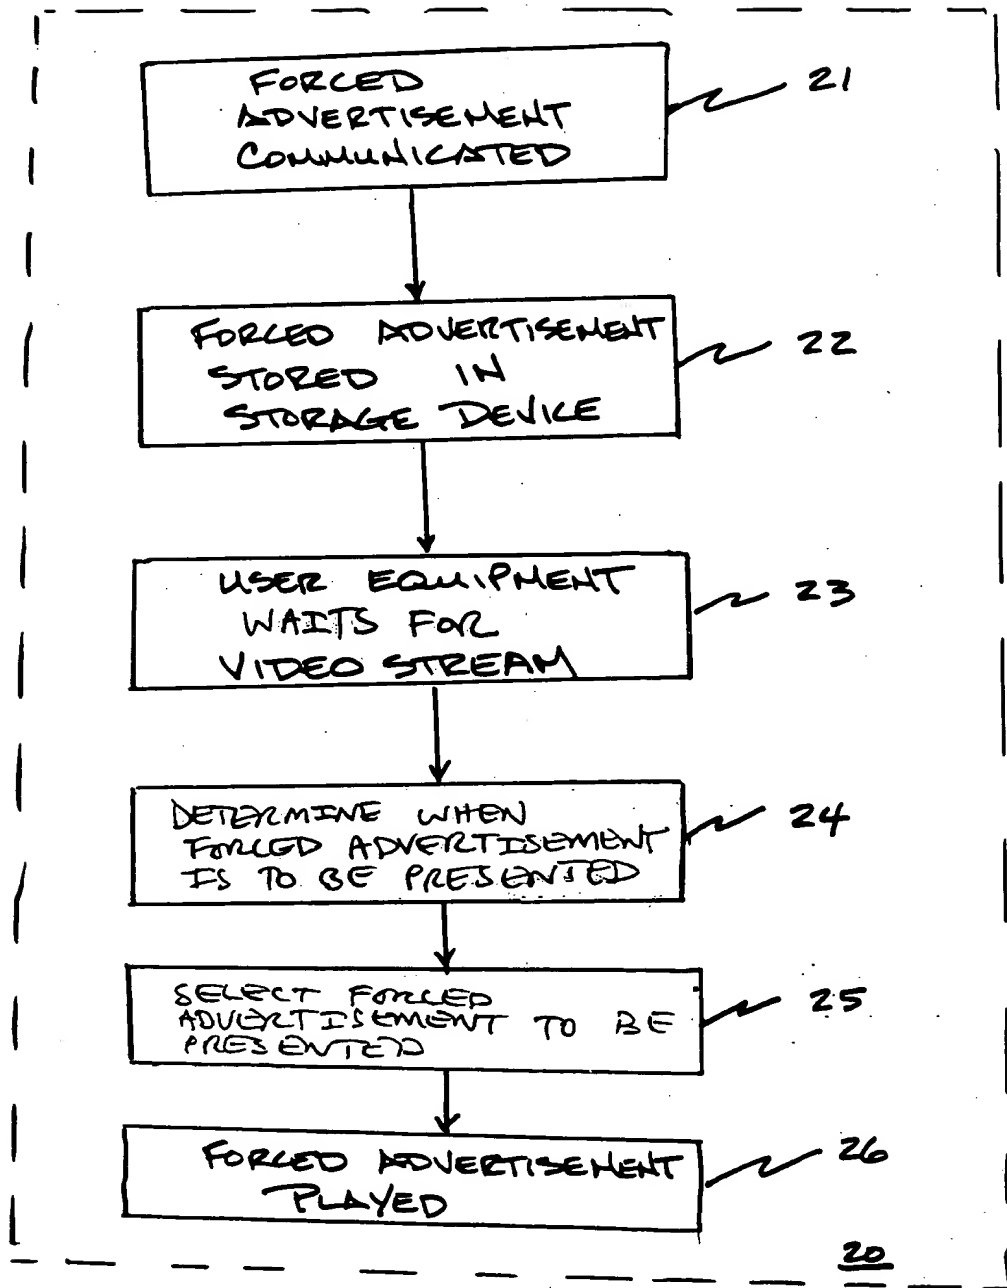 FORCED
ADVERTISEMENT
COMMUNICATED
21
FORCED ADVERTISEMENT
STORED IN
STORAGE DEVICE
22
USER EQUIPMENT
WAITS FOR
VIDEO STREAM
23
DETERMINE WHEN
FORCED ADVERTISEMENT
IS TO BE PRESENTED
24
SELECT FORCED
ADVERTISEMENT TO BE
PRESENTED
25
FORCED ADVERTISEMENT
PLAYED
26
20